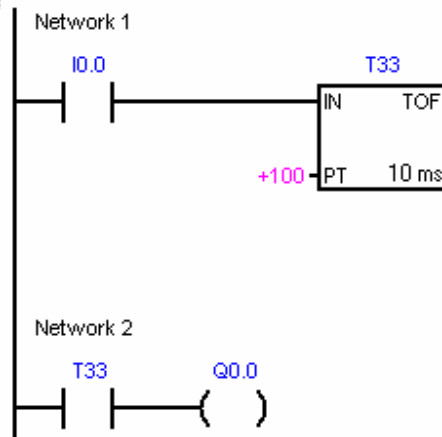 Network 1
I0.0
T33
IN TOF
+100 PT 10 ms
Network 2
T33 Q0.0